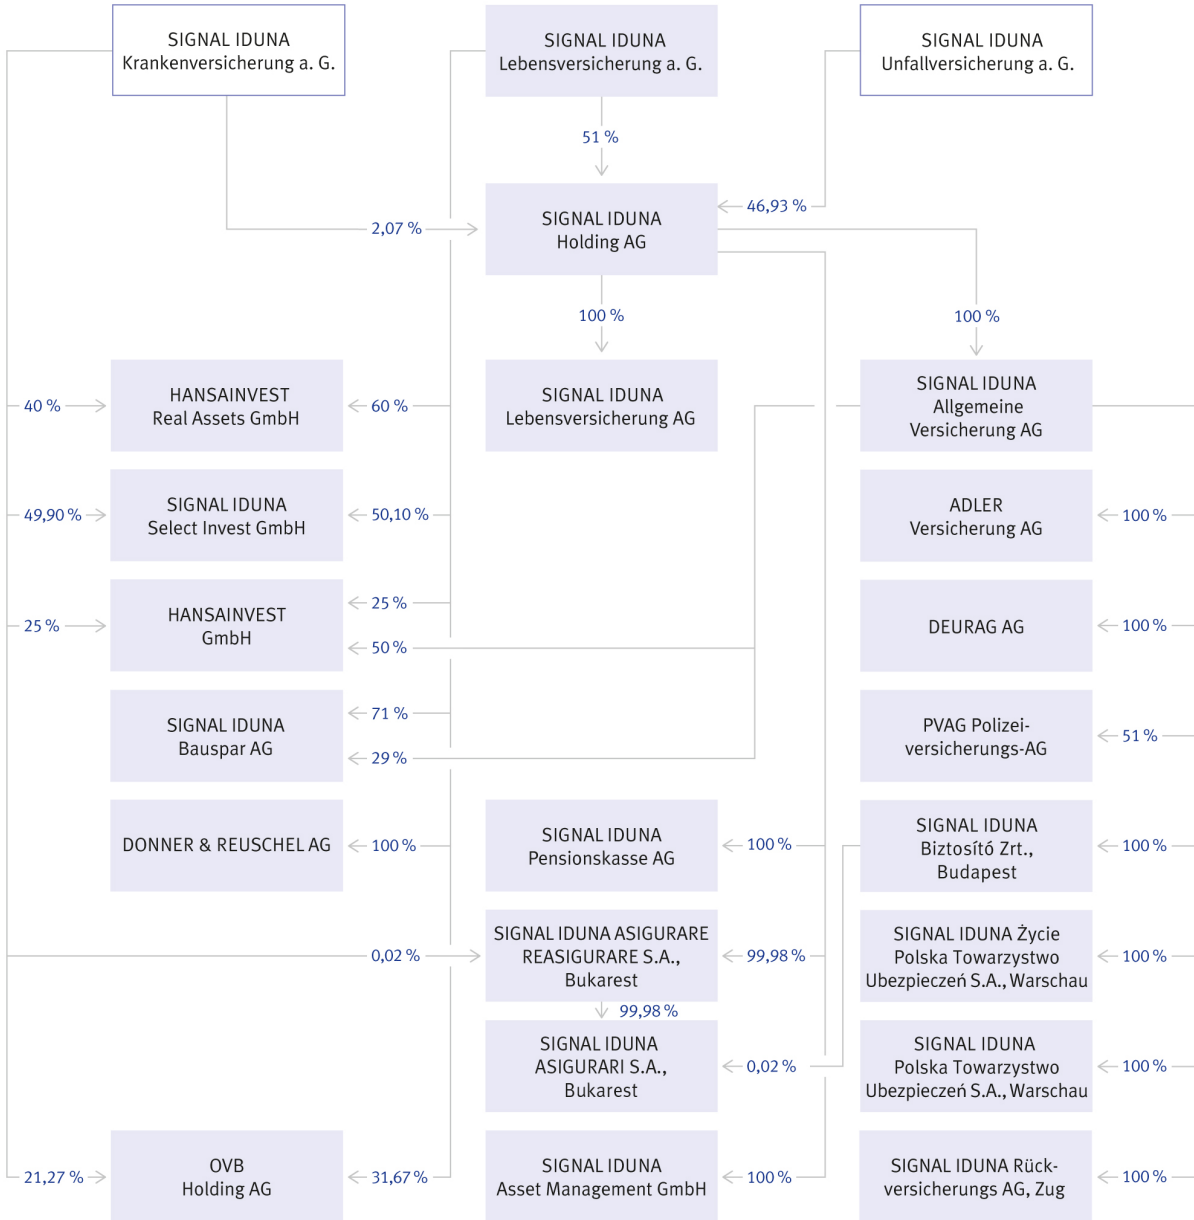 SIGNAL IDUNA
Krankenversicherung a. G.
SIGNAL IDUNA
Lebensversicherung a. G.
SIGNAL IDUNA
Unfallversicherung a. G.
51 %
46,93 %
2,07 %
SIGNAL IDUNA
Holding AG
100 %
100 %
40 %
HANSAINVEST
Real Assets GmbH
60 %
SIGNAL IDUNA
Lebensversicherung AG
SIGNAL IDUNA
Allgemeine
Versicherung AG
49,90 %
SIGNAL IDUNA
Select Invest GmbH
50,10 %
ADLER
Versicherung AG
100 %
25 %
HANSAINVEST
GmbH
25 %
50 %
DEURAG AG
100 %
SIGNAL IDUNA
Bauspar AG
71 %
29 %
PVAG Polizei-
versicherungs-AG
51 %
DONNER & REUSCHEL AG
100 %
SIGNAL IDUNA
Pensionskasse AG
100 %
SIGNAL IDUNA
Biztosító Zrt.,
Budapest
100 %
0,02 %
SIGNAL IDUNA ASIGURARE
REASIGURARE S.A.,
Bukarest
99,98 %
SIGNAL IDUNA Życie
Polska Towarzystwo
Ubezpieczeń S.A., Warschau
100 %
99,98 %
SIGNAL IDUNA
ASIGURARI S.A.,
Bukarest
0,02 %
SIGNAL IDUNA
Polska Towarzystwo
Ubezpieczeń S.A., Warschau
100 %
21,27 %
OVB
Holding AG
31,67 %
SIGNAL IDUNA
Asset Management GmbH
100 %
SIGNAL IDUNA Rück-
versicherungs AG, Zug
100 %